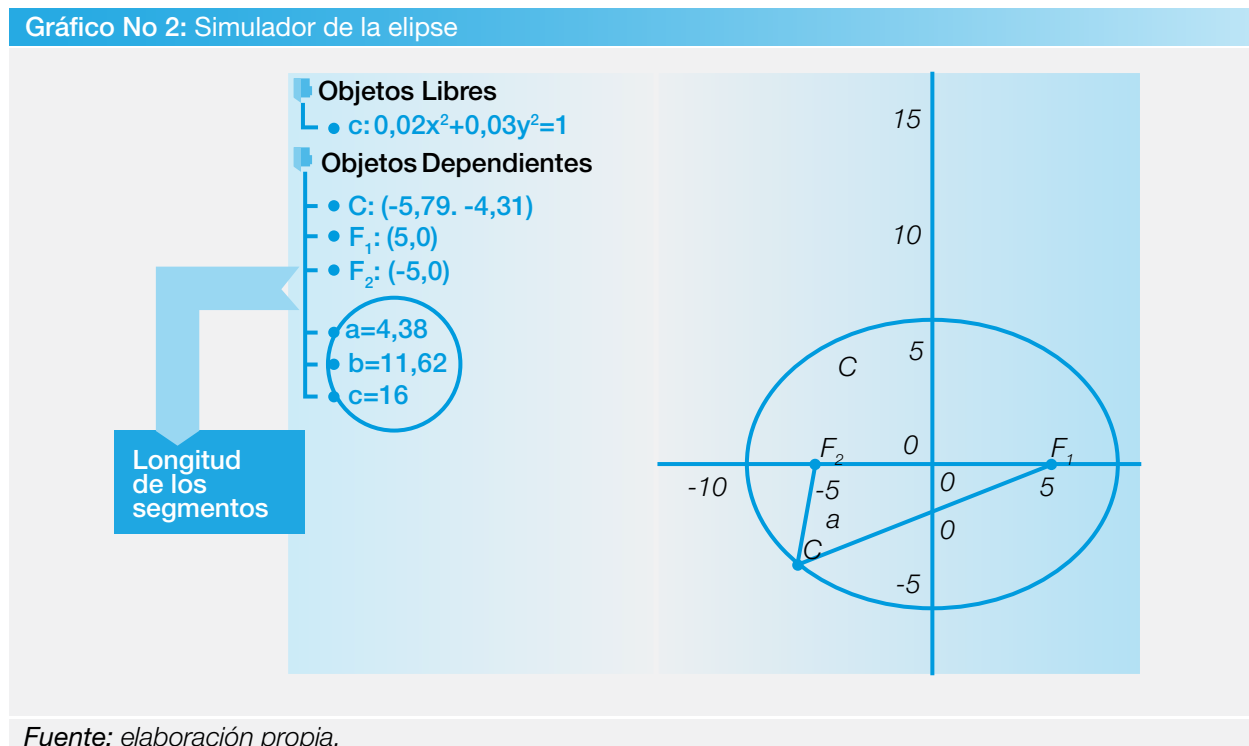 Gráfico No 2: Simulador de la elipse
Objetos Libres
c: 0,02x²+0,03y²=1
Objetos Dependientes
C: (-5,79. -4,31)
F₁: (5,0)
F₂: (-5,0)
a=4,38
b=11,62
c=16
Longitud
de los
segmentos
15
10
5
C
0
F₂
F₁
-10
-5
0
5
a
0
C
-5
Fuente: elaboración propia.